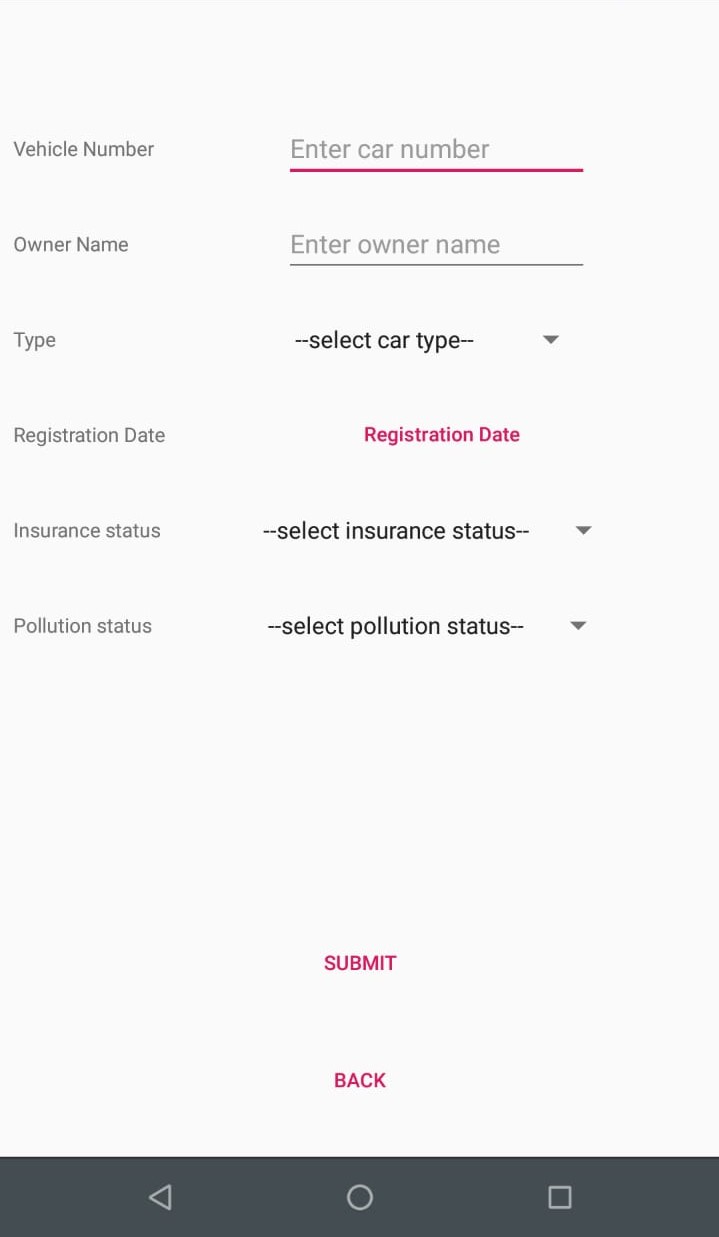 Vehicle Number Enter car number
Owner Name Enter owner name
Type --select car type--
Registration Date Registration Date
Insurance status --select insurance status--
Pollution status --select pollution status--
SUBMIT
BACK